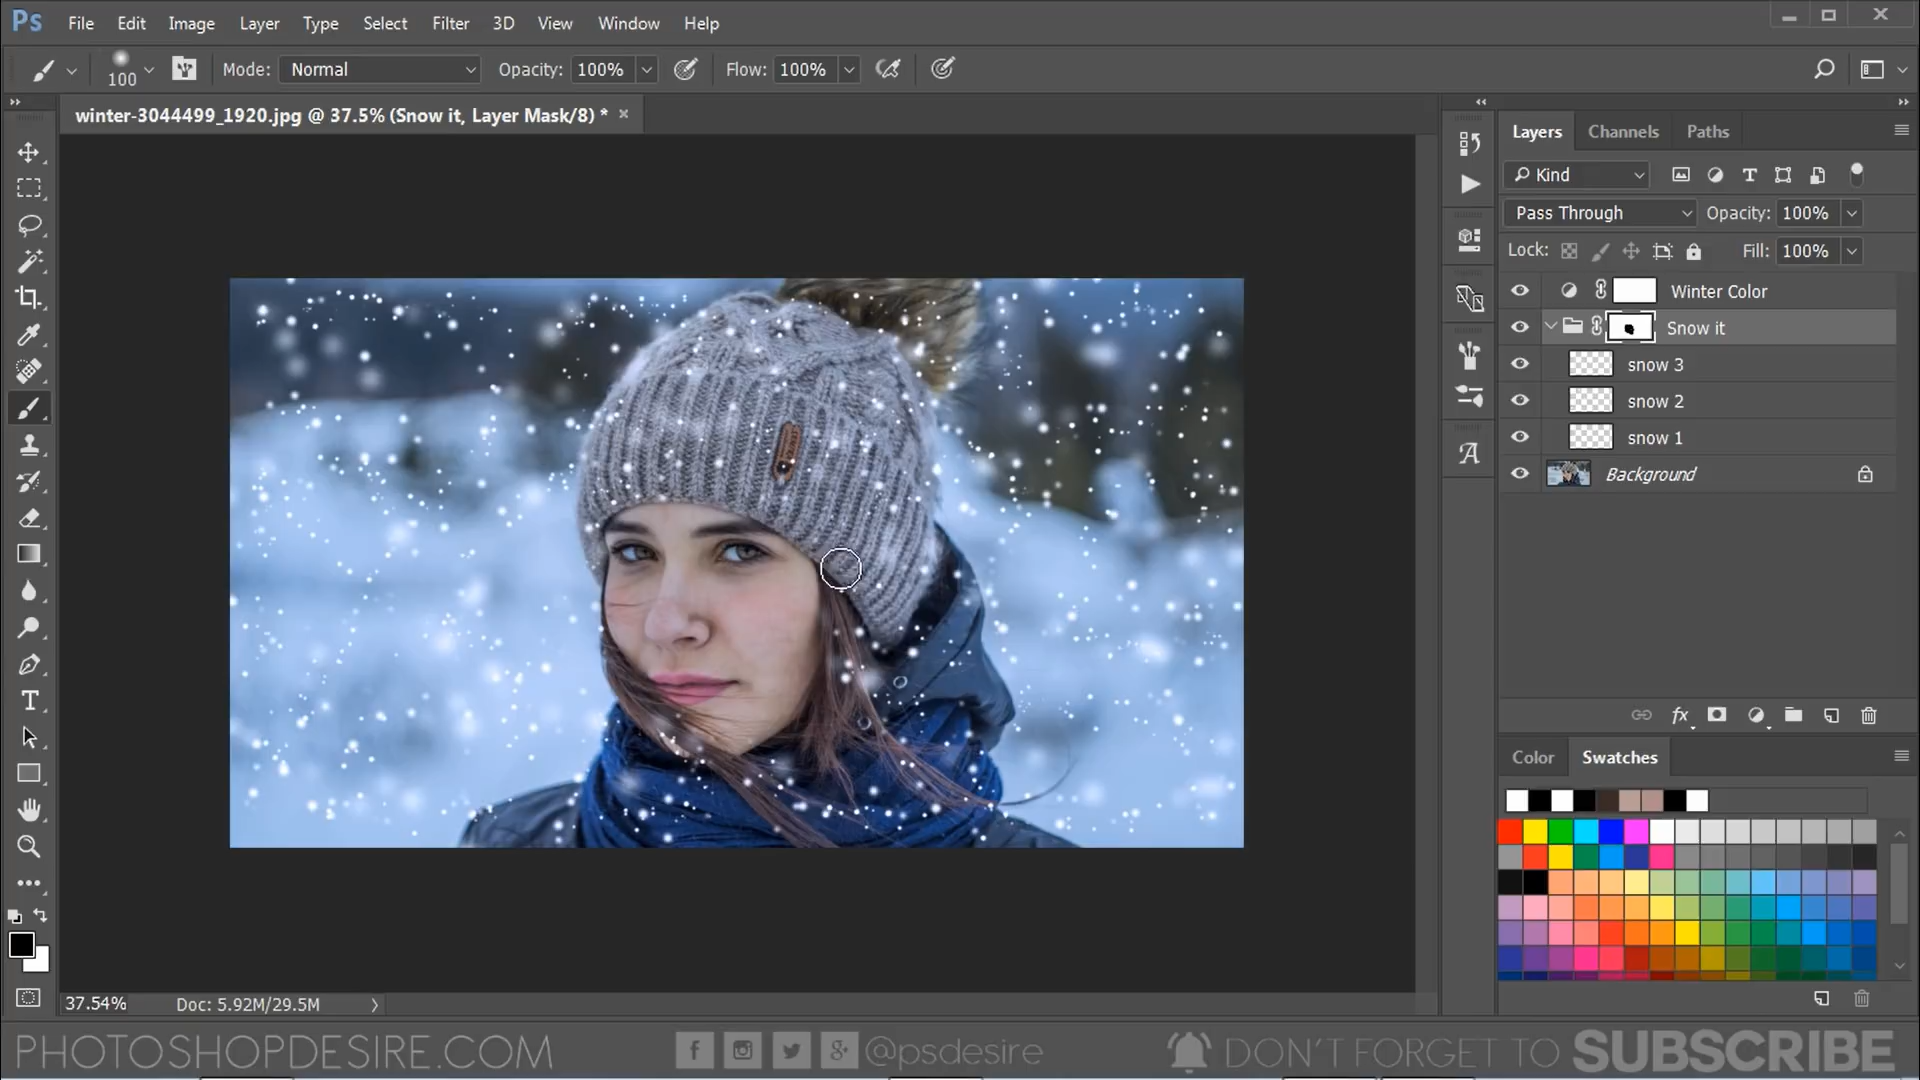 Ps File Edit Image Layer Type Select Filter 3D View Window Help
100 Mode: Normal Opacity: 100% Flow: 100%
winter-3044499_1920.jpg @ 37.5% (Snow it, Layer Mask/8) * ×
Layers Channels Paths
Kind
Pass Through Opacity: 100%
Lock: Fill: 100%
Winter Color
Snow it
snow 3
snow 2
snow 1
Background
fx
Color Swatches
37.54% Doc: 5.92M/29.5M
PHOTOSHOPDESIRE.COM @psdesire DON'T FORGET TO SUBSCRIBE